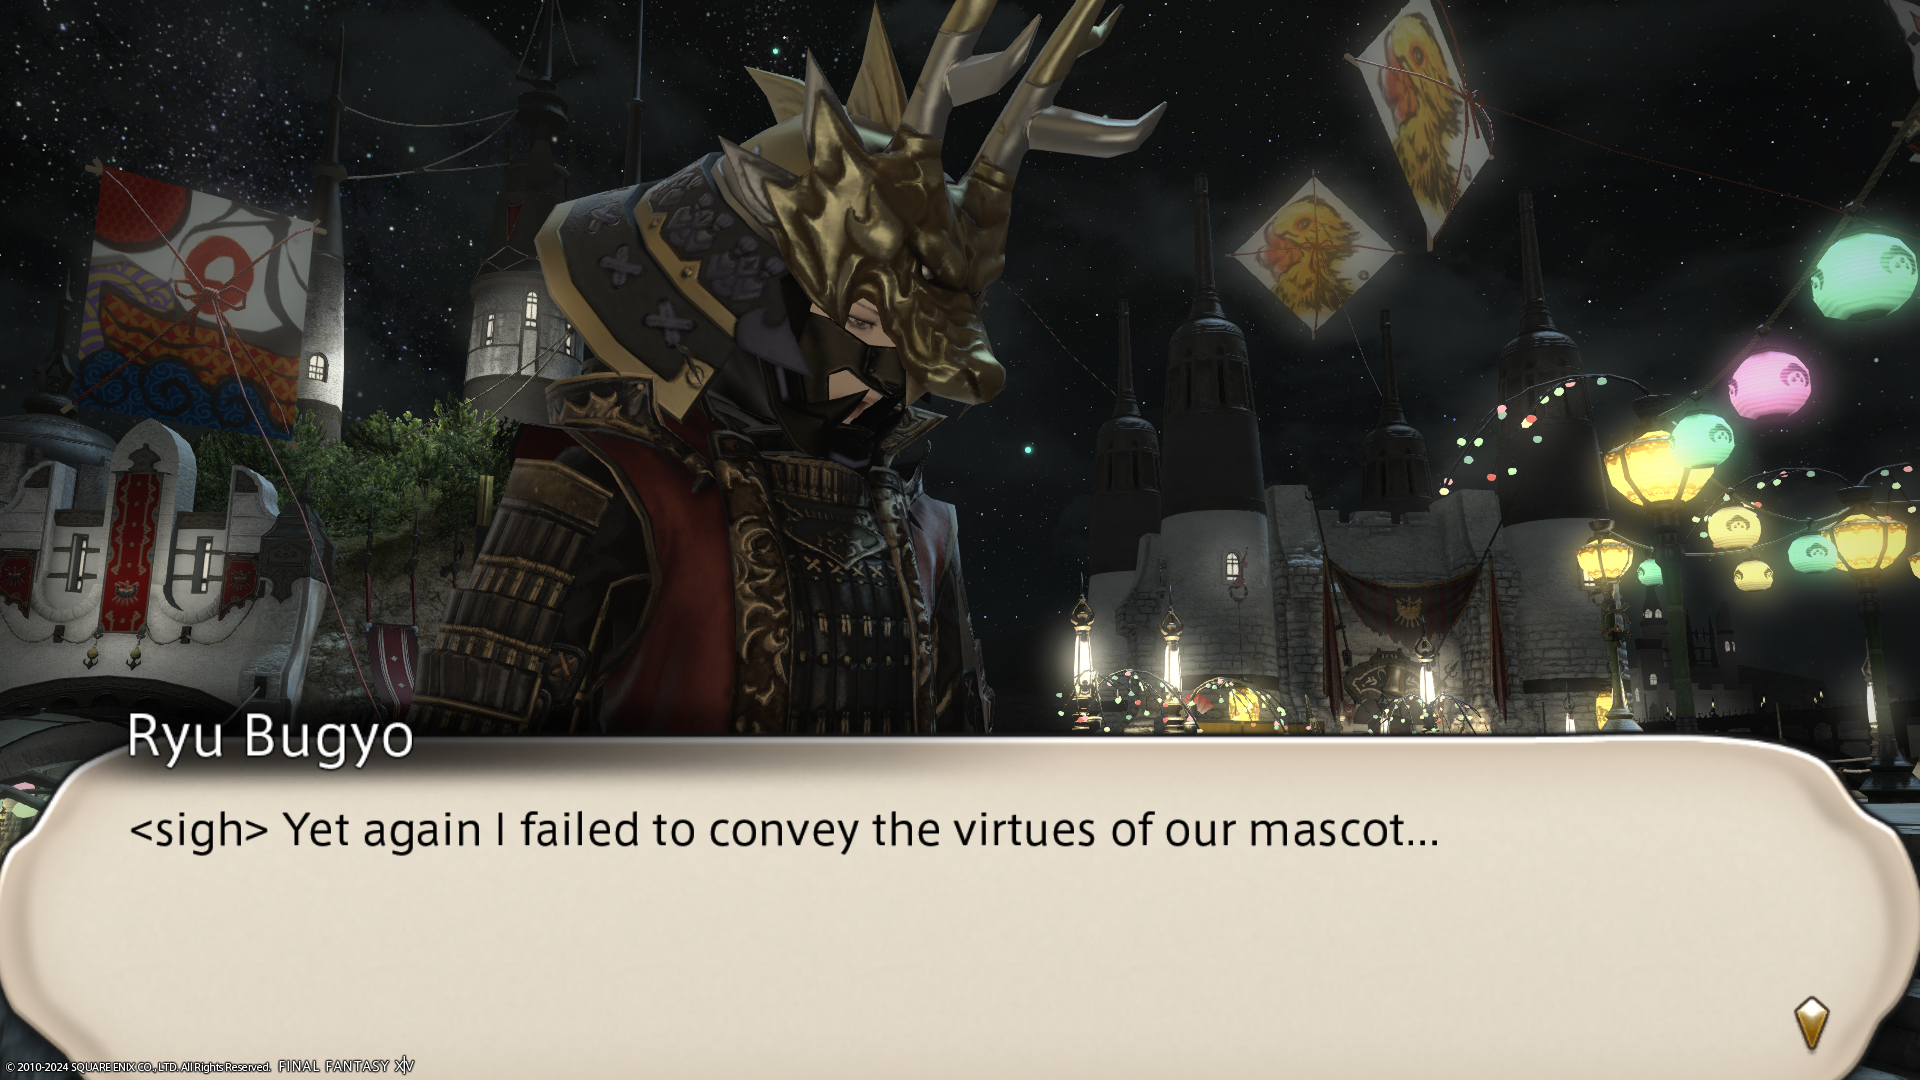 Ryu Bugyo
<sigh> Yet again I failed to convey the virtues of our mascot...
© 2010-2024 SQUARE ENIX CO., LTD. All Rights Reserved. FINAL FANTASY XIV